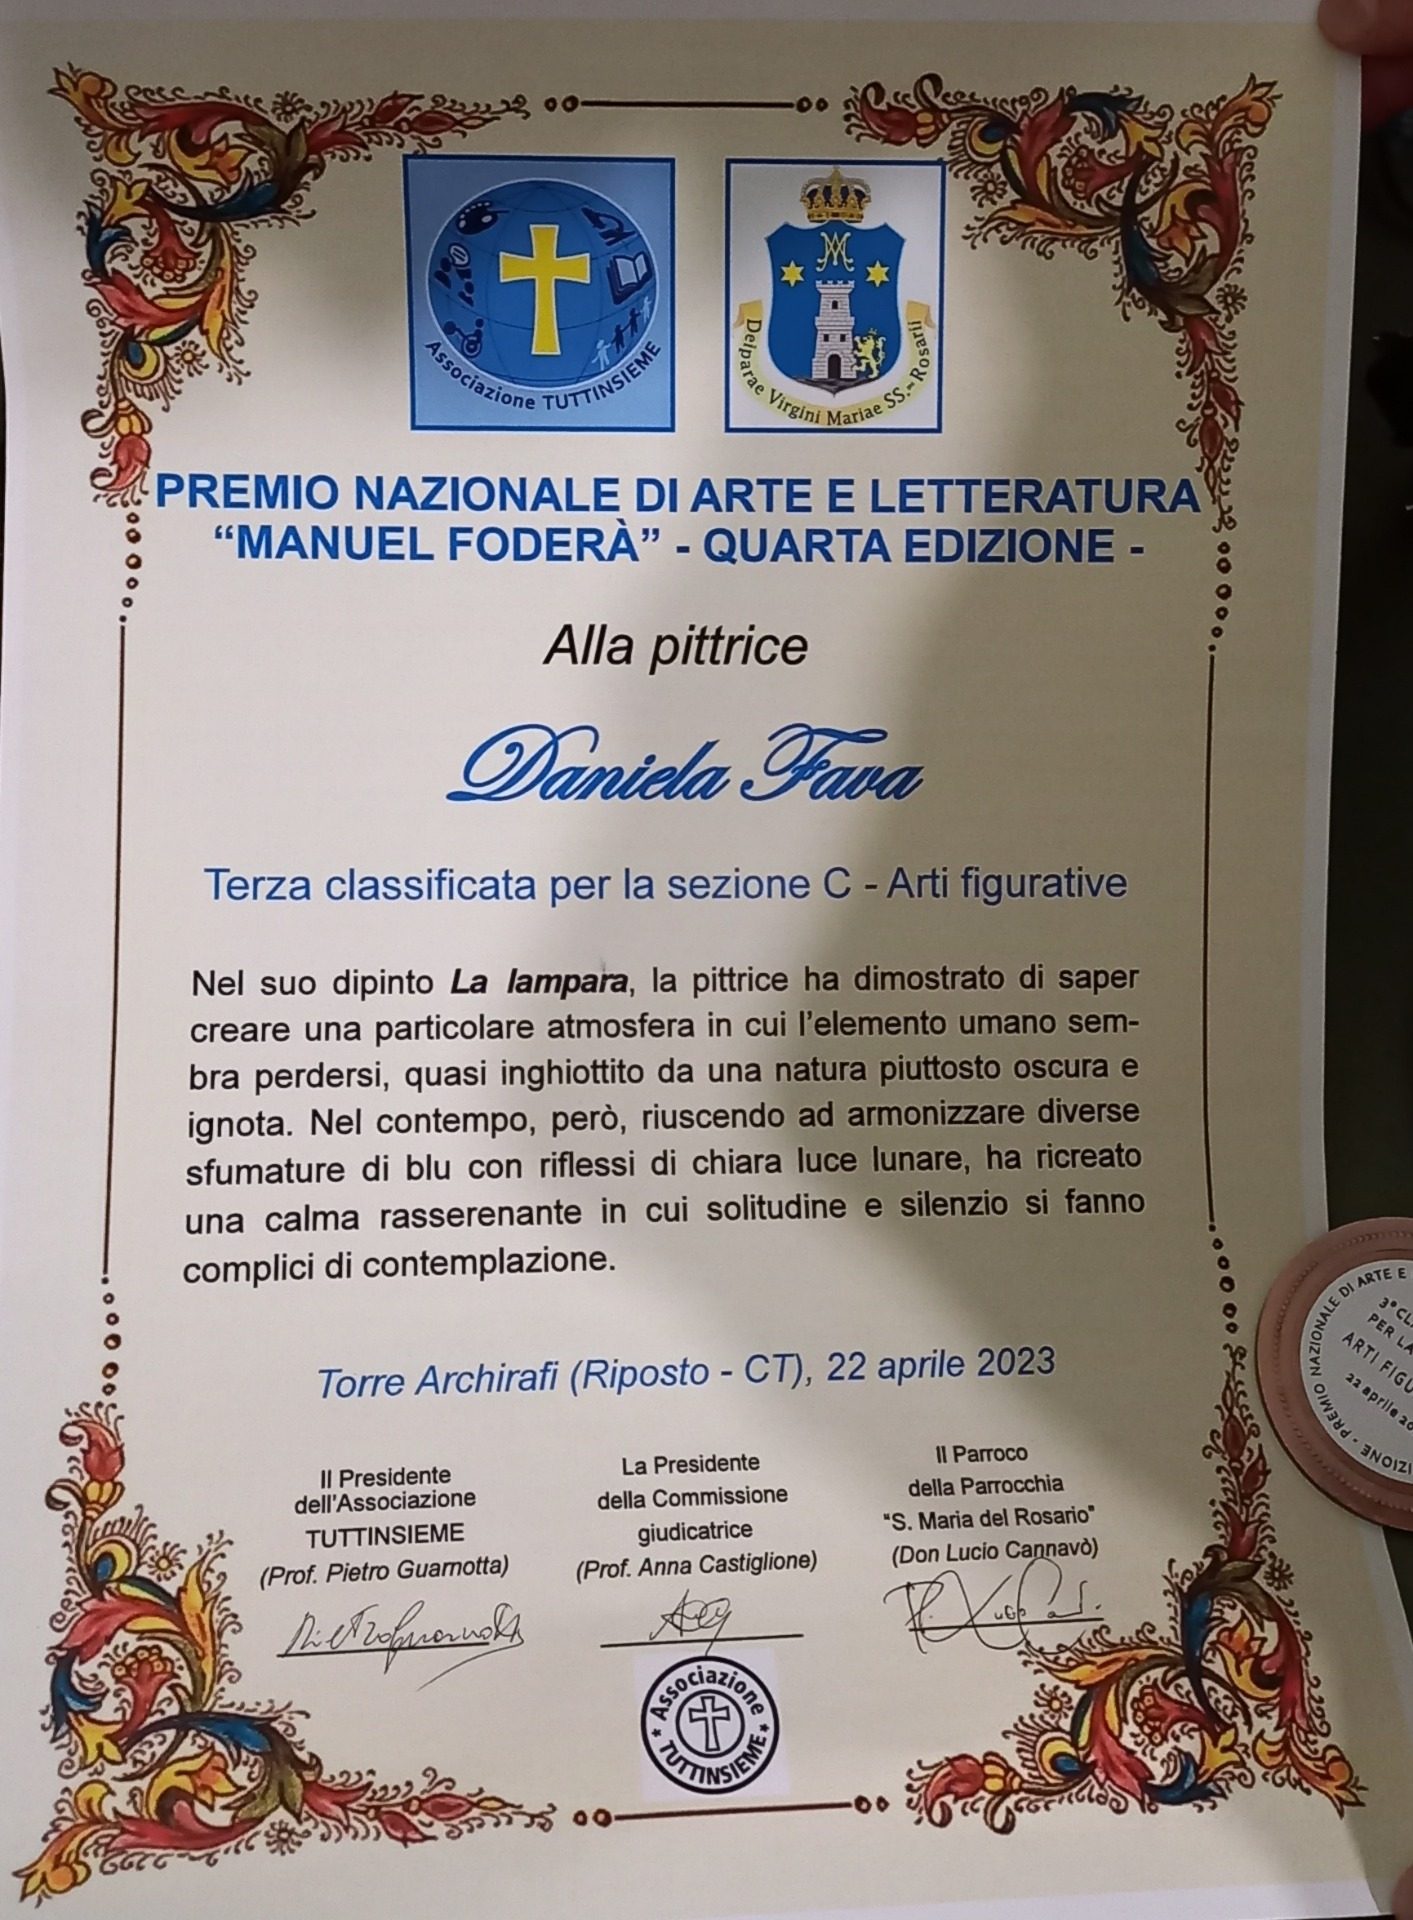 Associazione TUTTINSIEME
Deiparae Virgini Mariae SS. Rosarii
PREMIO NAZIONALE DI ARTE E LETTERATURA
“MANUEL FODERÀ” - QUARTA EDIZIONE -
Alla pittrice
Daniela Fava
Terza classificata per la sezione C - Arti figurative
Nel suo dipinto La lampara, la pittrice ha dimostrato di saper
creare una particolare atmosfera in cui l’elemento umano sem-
bra perdersi, quasi inghiottito da una natura piuttosto oscura e
ignota. Nel contempo, però, riuscendo ad armonizzare diverse
sfumature di blu con riflessi di chiara luce lunare, ha ricreato
una calma rasserenante in cui solitudine e silenzio si fanno
complici di contemplazione.
Torre Archirafi (Riposto - CT), 22 aprile 2023
Il Presidente
dell'Associazione
TUTTINSIEME
(Prof. Pietro Guarnotta)
La Presidente
della Commissione
giudicatrice
(Prof. Anna Castiglione)
Il Parroco
della Parrocchia
"S. Maria del Rosario"
(Don Lucio Cannavò)
Associazione
TUTTINSIEME
PREMIO NAZIONALE DI ARTE E
PER LA
22 aprile